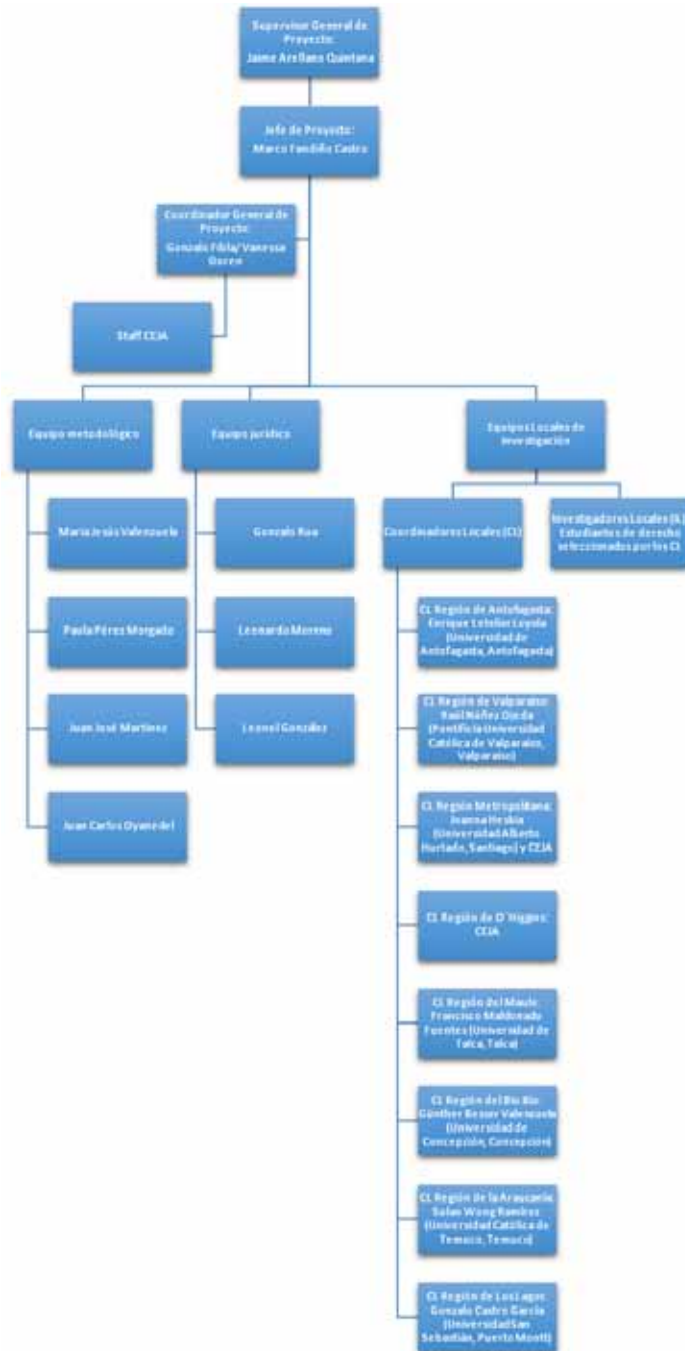 Supervisor General de
Proyecto:
Jaime Arellano Quintana
Jefe de Proyecto:
Marco Fandiño Castro
Coordinador General de
Proyecto:
Gonzalo Fibla/ Vanessa
Doren
Staff CEJA
Equipo metodológico
Equipo jurídico
Equipos Locales de
Investigación
María Jesús Valenzuela
Paula Pérez Morgado
Juan José Martínez
Juan Carlos Oyanedel
Gonzalo Rua
Leonardo Moreno
Leonel González
Coordinadores Locales (CL)
Investigadores Locales (IL)
Estudiantes de derecho
seleccionados por los CL
CL Región de Antofagasta:
Enrique Letelier Loyola
(Universidad de
Antofagasta, Antofagasta)
CL Región de Valparaíso:
Raúl Núñez Ojeda
(Pontificia Universidad
Católica de Valparaíso,
Valparaíso)
CL Región Metropolitana:
Joanna Heskia
(Universidad Alberto
Hurtado, Santiago) y CEJA
CL Región de O´Higgins:
CEJA
CL Región del Maule:
Francisco Maldonado
Fuentes (Universidad de
Talca, Talca)
CL Región del Bío Bío:
Günther Besser Valenzuela
(Universidad de
Concepción, Concepción)
CL Región de la Araucanía:
Wong Ramírez
(Universidad Católica de
Temuco, Temuco)
CL Región de Los Lagos:
Gonzalo Castro García
(Universidad San
Sebastián, Puerto Montt)